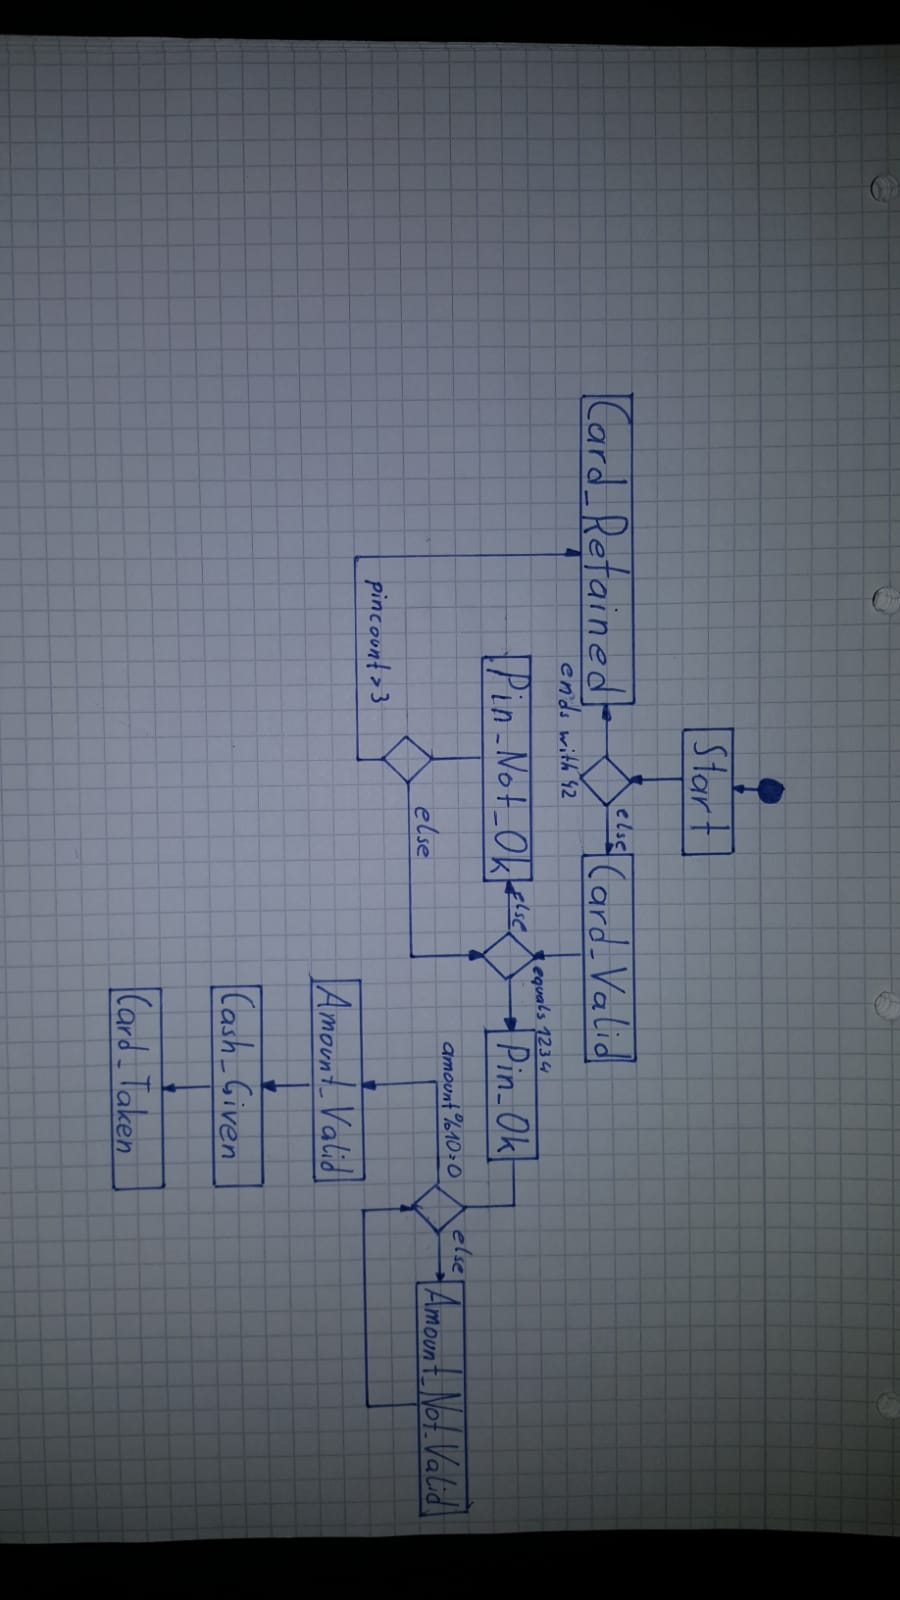 Start
ends with 42
else
Card_Retained
Card_Valid
equals 1234
else
Pin_Not_Ok
Pin_Ok
pincount>3
else
amount%10=0
else
Amount_Not_Valid
Amount_Valid
Cash_Given
Card_Taken